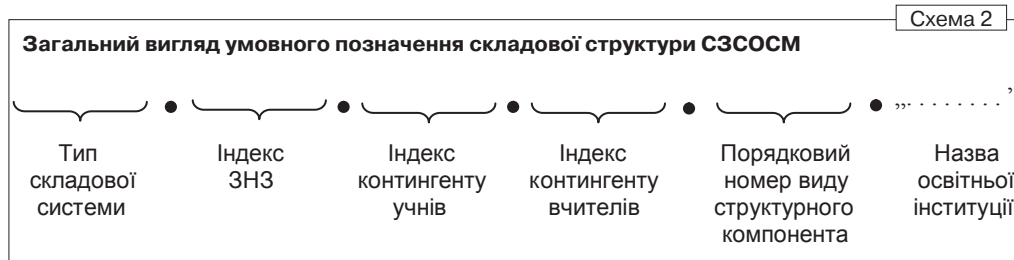 Схема 2
Загальний вигляд умовного позначення складової структури СЗСОСМ
„. . . . . . . . ’
Тип
складової
системи
Індекс
ЗНЗ
Індекс
контингенту
учнів
Індекс
контингенту
вчителів
Порядковий
номер виду
структурного
компонента
Назва
освітньої
інституції